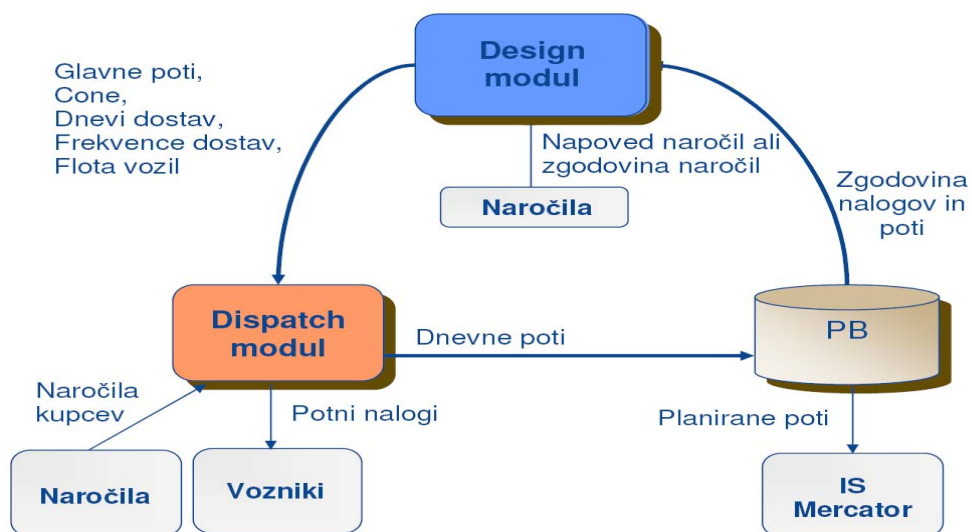 Design
modul
Glavne poti,
Cone,
Dnevi dostav,
Frekvence dostav,
Flota vozil
Napoved naročil ali
zgodovina naročil
Naročila
Zgodovina
nalogov in
poti
Dispatch
modul
Dnevne poti
PB
Naročila
kupcev
Potni nalogi
Planirane poti
Naročila
Vozniki
IS
Mercator